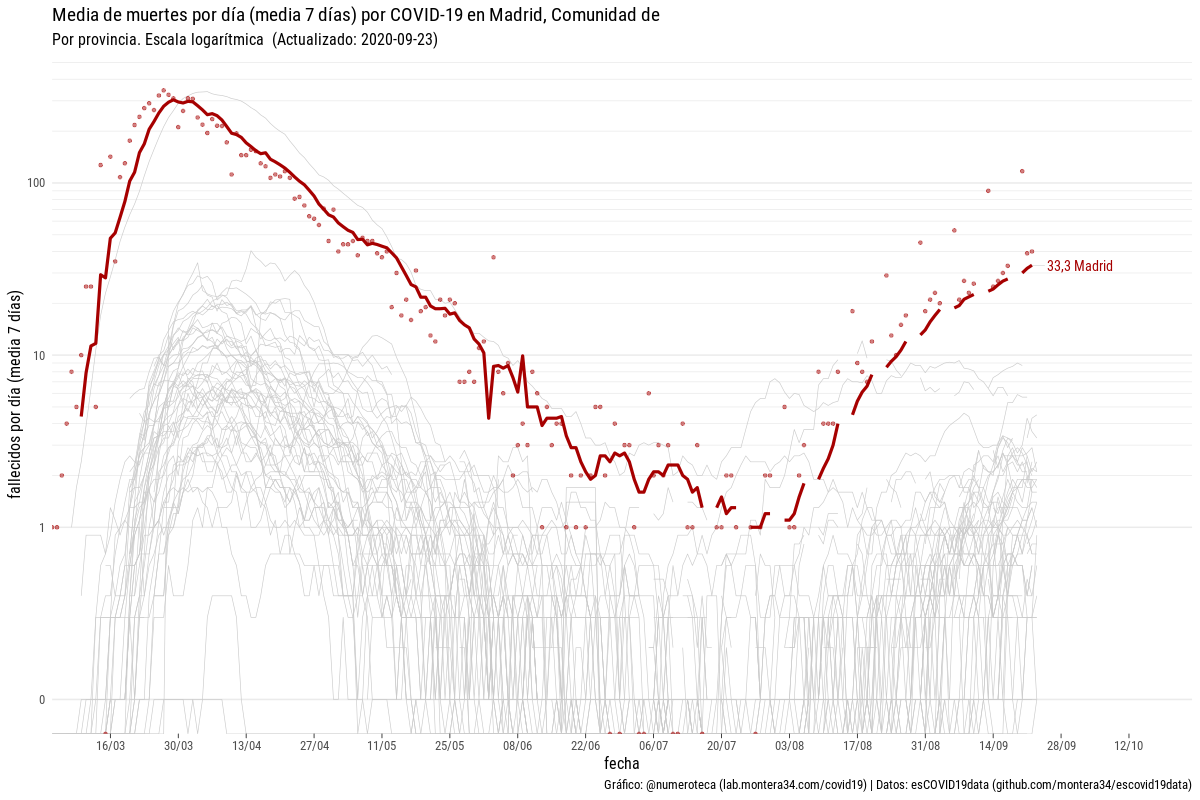 Media de muertes por día (media 7 días) por COVID-19 en Madrid, Comunidad de
Por provincia. Escala logarítmica  (Actualizado: 2020-09-23)
fallecidos por día (media 7 días)
100
10
1
0
33,3 Madrid
16/03 30/03 13/04 27/04 11/05 25/05 08/06 22/06 06/07 20/07 03/08 17/08 31/08 14/09 28/09 12/10
fecha
Gráfico: @numeroteca (lab.montera34.com/covid19) | Datos: esCOVID19data (github.com/montera34/escovid19data)